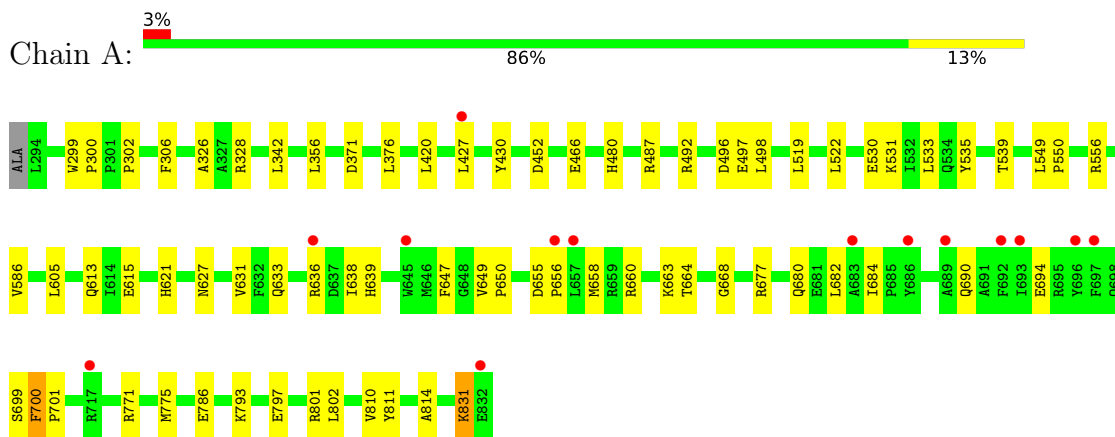 3%
Chain A:
86% 13%
ALA L294 W299 P300 P301 P302 F306 A326 A327 R328 L342 L356 D371 L376 L420 L427 Y430 D452 E466 H480 R487 R492 D496 E497 L498 L519 L522 E530 K531 I532 L533 Q534 Y535 T539 L549 P550 R556
V586 L605 Q613 I614 E615 H621 N627 V631 F632 Q633 R636 D637 I638 H639 W645 M646 F647 G648 V649 P650 D655 P656 L657 M658 R659 R660 K663 T664 G668 R677 Q680 E681 L682 A683 I684 P685 Y686 A689 Q690 A691 F692 I693 E694 R695 Y696 F697
S699 F700 P701 R717 R771 M775 E786 K793 E797 R801 L802 V810 Y811 A814 K831 E832